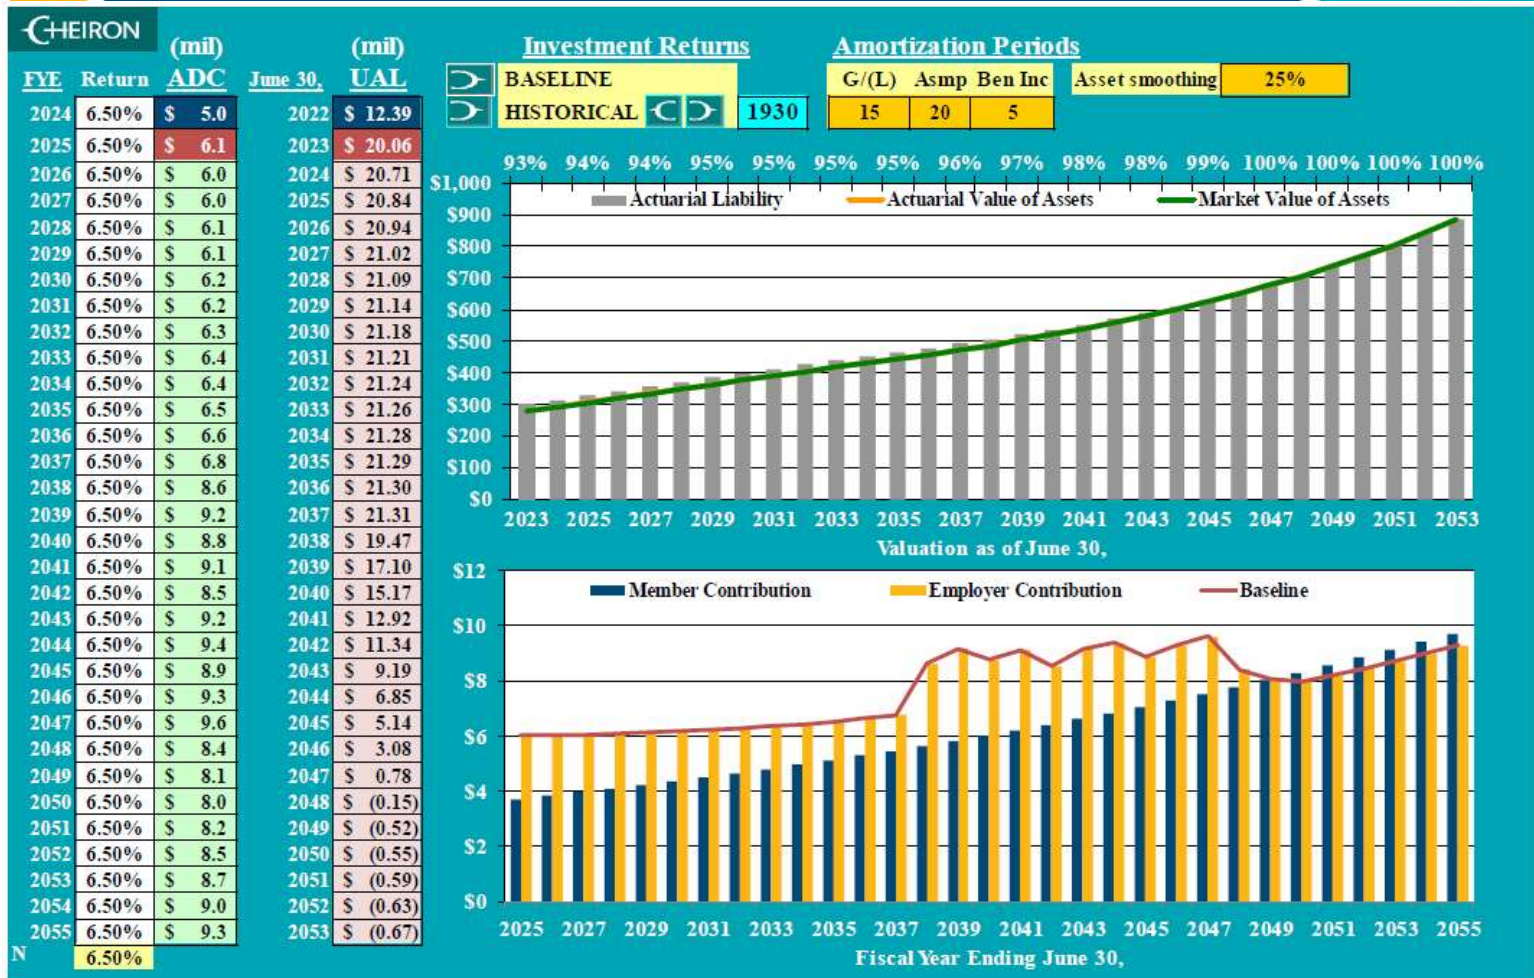 CHEIRON
(mil) (mil) Investment Returns Amortization Periods
FYE Return ADC June 30, UAL BASELINE G/(L) Asmp Ben Inc Asset smoothing 25%
HISTORICAL 1930 15 20 5
2024 6.50% $ 5.0 2022 $ 12.39
2025 6.50% $ 6.1 2023 $ 20.06
2026 6.50% $ 6.0 2024 $ 20.71
2027 6.50% $ 6.0 2025 $ 20.84
2028 6.50% $ 6.1 2026 $ 20.94
2029 6.50% $ 6.1 2027 $ 21.02
2030 6.50% $ 6.2 2028 $ 21.09
2031 6.50% $ 6.2 2029 $ 21.14
2032 6.50% $ 6.3 2030 $ 21.18
2033 6.50% $ 6.4 2031 $ 21.21
2034 6.50% $ 6.4 2032 $ 21.24
2035 6.50% $ 6.5 2033 $ 21.26
2036 6.50% $ 6.6 2034 $ 21.28
2037 6.50% $ 6.8 2035 $ 21.29
2038 6.50% $ 8.6 2036 $ 21.30
2039 6.50% $ 9.2 2037 $ 21.31
2040 6.50% $ 8.8 2038 $ 19.47
2041 6.50% $ 9.1 2039 $ 17.10
2042 6.50% $ 8.5 2040 $ 15.17
2043 6.50% $ 9.2 2041 $ 12.92
2044 6.50% $ 9.4 2042 $ 11.34
2045 6.50% $ 8.9 2043 $ 9.19
2046 6.50% $ 9.3 2044 $ 6.85
2047 6.50% $ 9.6 2045 $ 5.14
2048 6.50% $ 8.4 2046 $ 3.08
2049 6.50% $ 8.1 2047 $ 0.78
2050 6.50% $ 8.0 2048 $ (0.15)
2051 6.50% $ 8.2 2049 $ (0.52)
2052 6.50% $ 8.5 2050 $ (0.55)
2053 6.50% $ 8.7 2051 $ (0.59)
2054 6.50% $ 9.0 2052 $ (0.63)
2055 6.50% $ 9.3 2053 $ (0.67)
N 6.50%
93% 94% 94% 95% 95% 95% 95% 96% 97% 98% 98% 99% 100% 100% 100% 100%
Actuarial Liability Actuarial Value of Assets Market Value of Assets
$1,000
$900
$800
$700
$600
$500
$400
$300
$200
$100
$0
2023 2025 2027 2029 2031 2033 2035 2037 2039 2041 2043 2045 2047 2049 2051 2053
Valuation as of June 30,
Member Contribution Employer Contribution Baseline
$12
$10
$8
$6
$4
$2
$0
2025 2027 2029 2031 2033 2035 2037 2039 2041 2043 2045 2047 2049 2051 2053 2055
Fiscal Year Ending June 30,